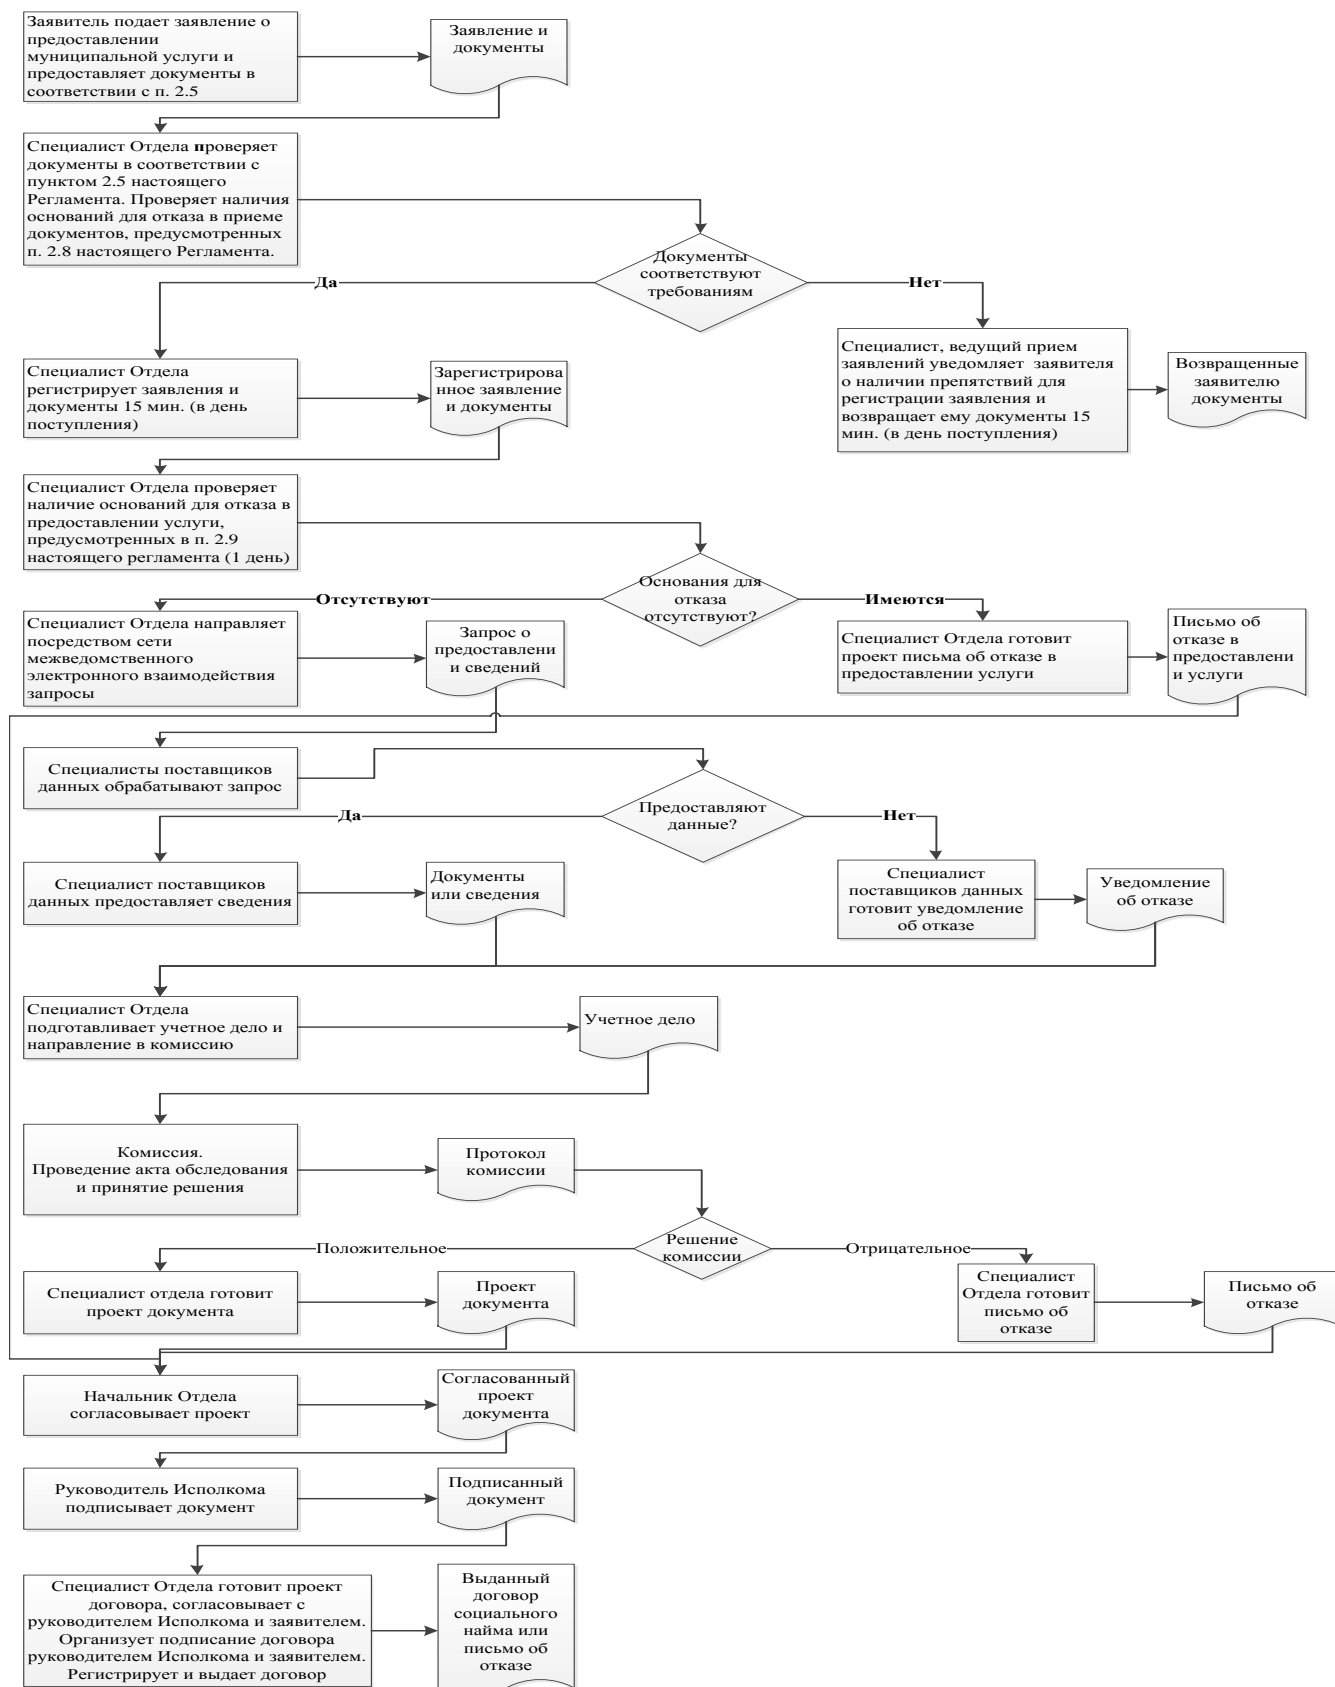 Заявитель подает заявление о
предоставлении
муниципальной услуги и
предоставляет документы в
соответствии с п. 2.5
Заявление и
документы
Специалист Отдела проверяет
документы в соответствии с
пунктом 2.5 настоящего
Регламента. Проверяет наличия
оснований для отказа в приеме
документов, предусмотренных
п. 2.8 настоящего Регламента.
Документы
соответствуют
требованиям
Да
Нет
Специалист Отдела
регистрирует заявления и
документы 15 мин. (в день
поступления)
Зарегистрирова
нное заявление
и документы
Специалист, ведущий прием
заявлений уведомляет заявителя
о наличии препятствий для
регистрации заявления и
возвращает ему документы 15
мин. (в день поступления)
Возвращенные
заявителю
документы
Специалист Отдела проверяет
наличие оснований для отказа в
предоставлении услуги,
предусмотренных в п. 2.9
настоящего регламента (1 день)
Основания для
отказа
отсутствуют?
Отсутствуют
Имеются
Специалист Отдела направляет
посредством сети
межведомственного
электронного взаимодействия
запросы
Запрос о
предоставлени
и сведений
Специалист Отдела готовит
проект письма об отказе в
предоставлении услуги
Письмо об
отказе в
предоставлени
и услуги
Специалисты поставщиков
данных обрабатывают запрос
Предоставляют
данные?
Да
Нет
Специалист поставщиков
данных предоставляет сведения
Документы
или сведения
Специалист
поставщиков данных
готовит уведомление
об отказе
Уведомление
об отказе
Специалист Отдела
подготавливает учетное дело и
направление в комиссию
Учетное дело
Комиссия.
Проведение акта обследования
и принятие решения
Протокол
комиссии
Решение
комиссии
Положительное
Отрицательное
Специалист отдела готовит
проект документа
Проект
документа
Специалист
Отдела готовит
письмо об
отказе
Письмо об
отказе
Начальник Отдела
согласовывает проект
Согласованный
проект
документа
Руководитель Исполкома
подписывает документ
Подписанный
документ
Специалист Отдела готовит проект
договора, согласовывает с
руководителем Исполкома и заявителем.
Организует подписание договора
руководителем Исполкома и заявителем.
Регистрирует и выдает договор
Выданный
договор
социального
найма или
письмо об
отказе